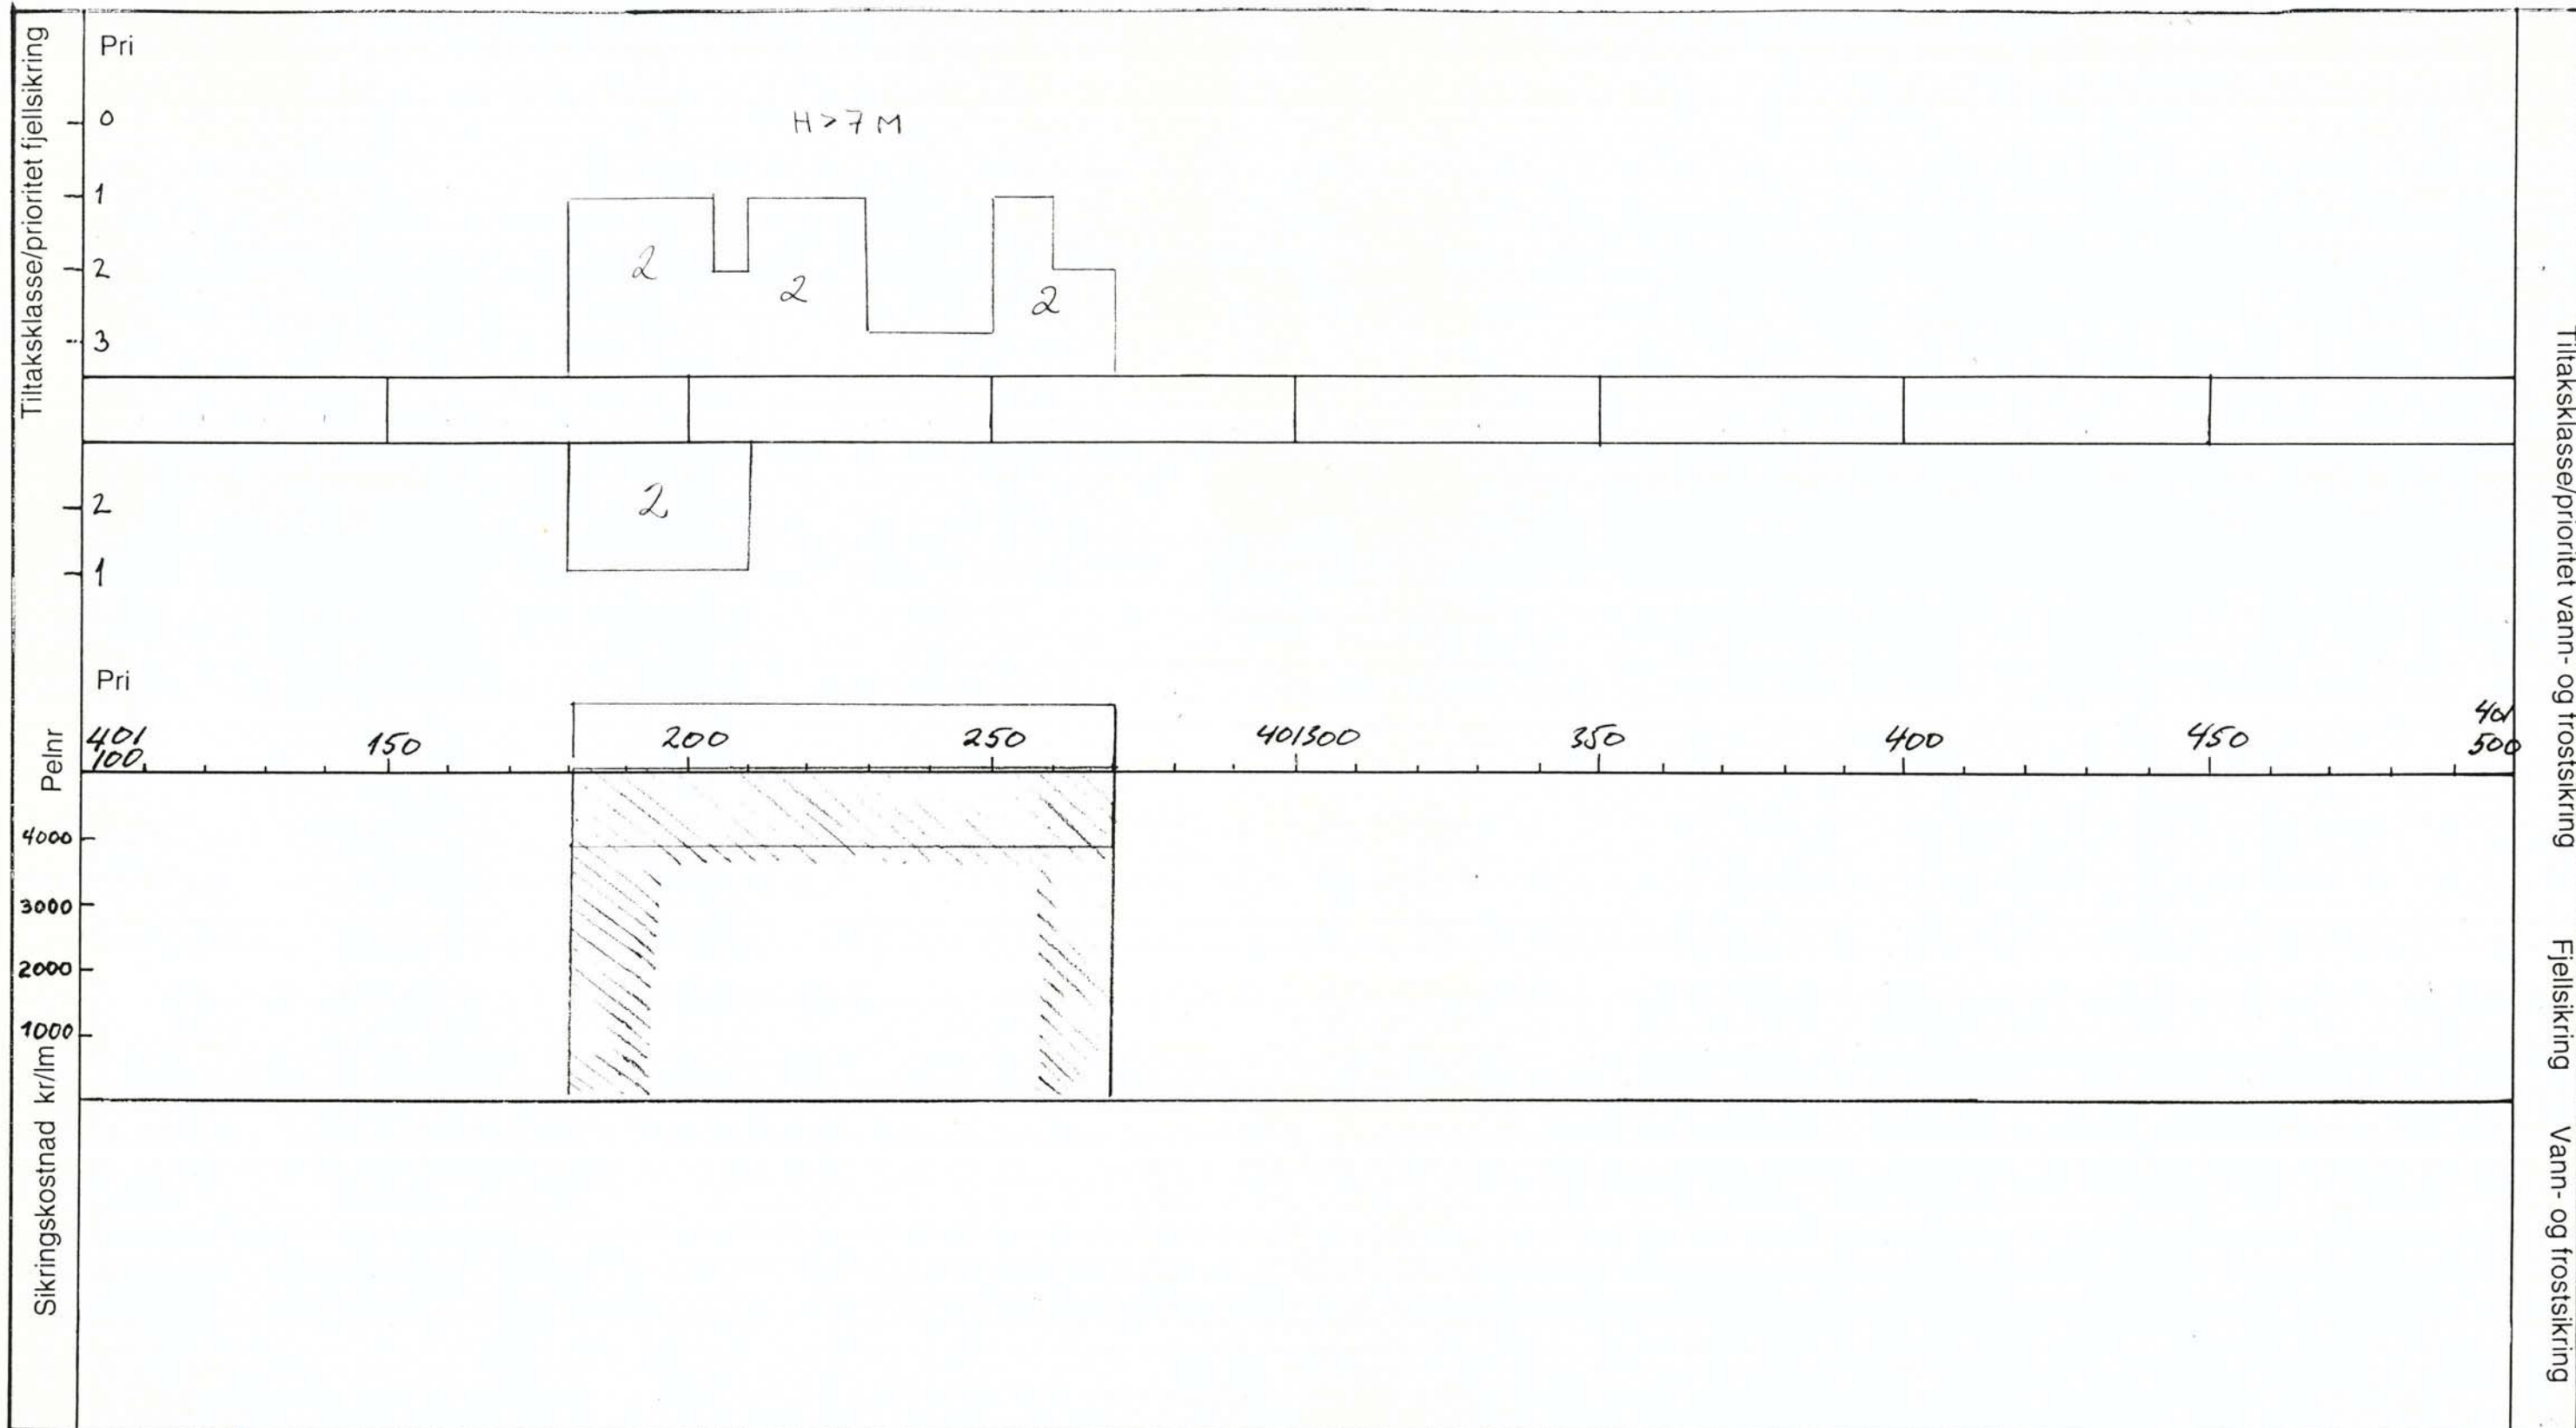 Tiltaksklasse/prioritet fjellsikring
Pri
0
H > 7 M
1
2
3
2
2
2
2
1
2
Pri
Pelnr
401/100
150
200
250
401300
350
400
450
401/500
4000
3000
2000
1000
Sikringskostnad kr/lm
Tiltaksklasse/prioritet vann- og frostsikring
Fjellsikring
Vann- og frostsikring